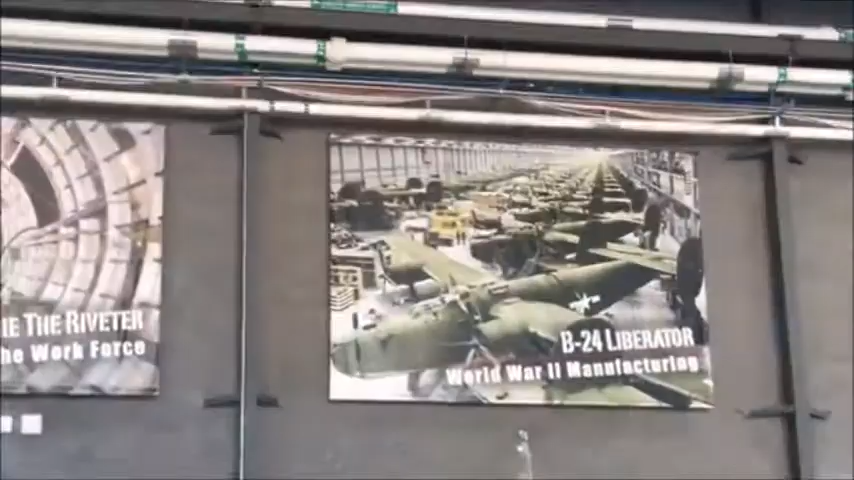 IE THE RIVETER
he Work Force
B-24 LIBERATOR
World War II Manufacturing